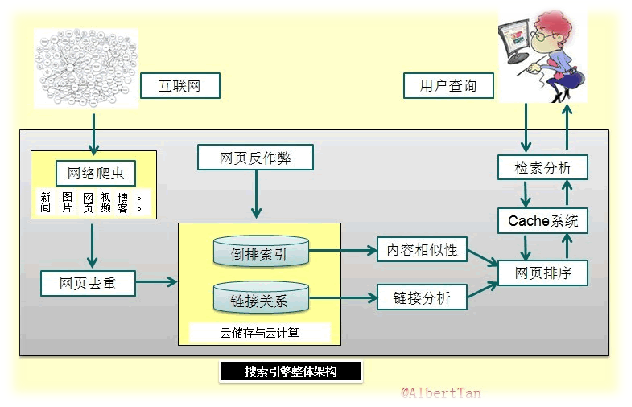 互联网
用户查询
网络爬虫
新 图 网 视 博 。
闻 片 页 频 客 。
网页反作弊
检索分析
Cache系统
网页排序
网页去重
倒排索引
内容相似性
链接关系
链接分析
云储存与云计算
搜索引擎整体架构
@AlbertTan